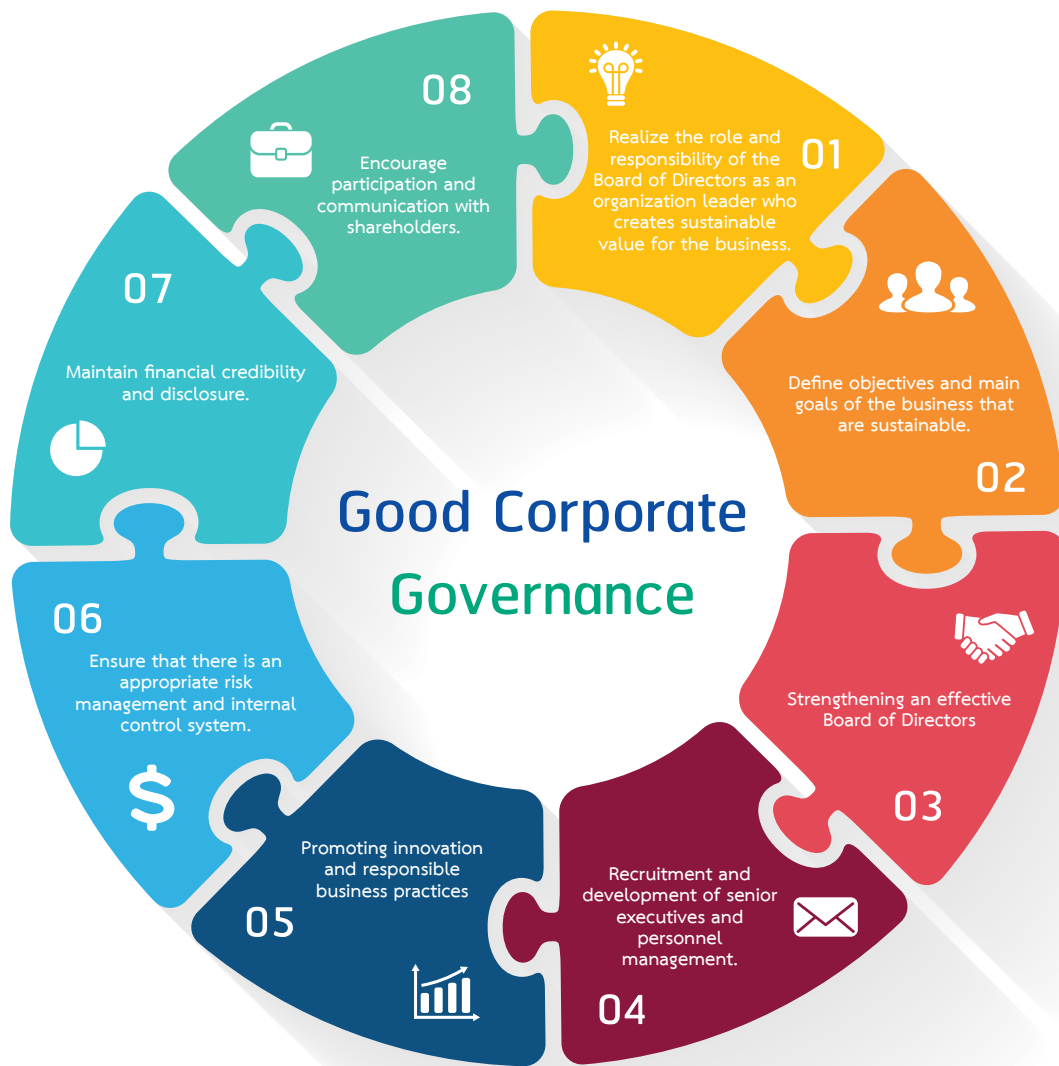 Good Corporate
Governance
01
Realize the role and
responsibility of the
Board of Directors as an
organization leader who
creates sustainable
value for the business.
Define objectives and main
goals of the business that
are sustainable.
02
Strengthening an effective
Board of Directors
03
Recruitment and
development of senior
executives and
personnel
management.
04
Promoting innovation
and responsible
business practices
05
06
Ensure that there is an
appropriate risk
management and internal
control system.
$
07
Maintain financial credibility
and disclosure.
08
Encourage
participation and
communication with
shareholders.